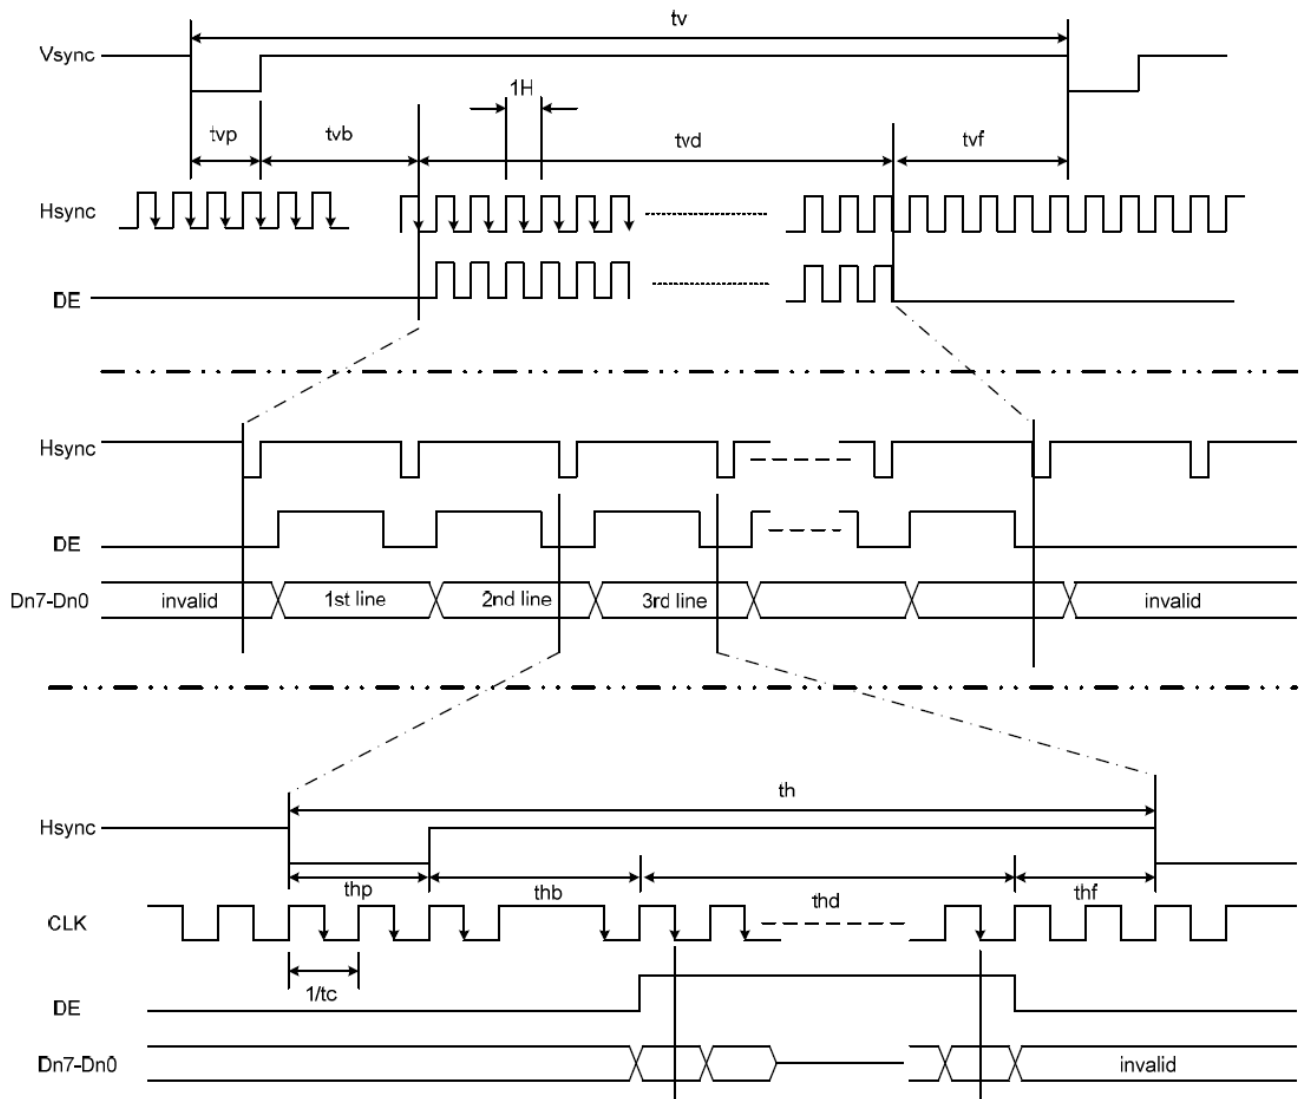 tv
Vsync
1H
tvp
tvb
tvd
tvf
Hsync
DE
Hsync
DE
Dn7-Dn0
invalid
1st line
2nd line
3rd line
invalid
th
Hsync
thp
thb
thd
thf
CLK
1/tc
DE
Dn7-Dn0
invalid